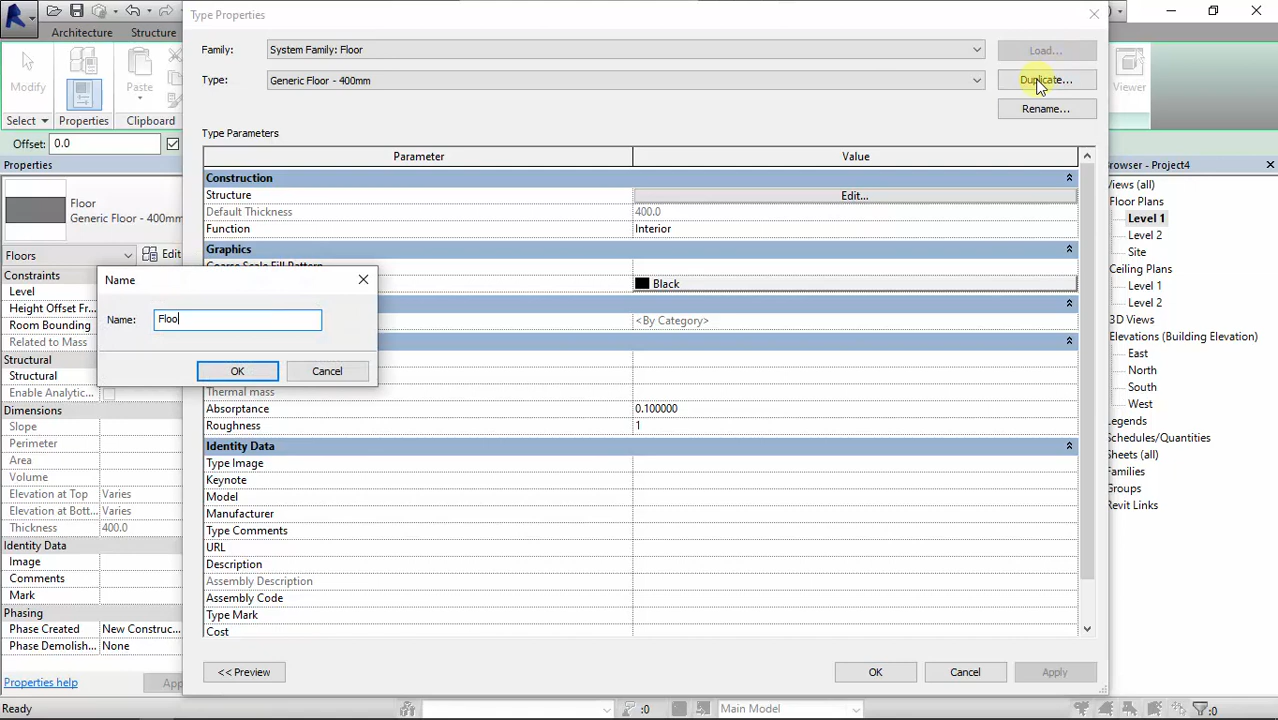 Type Properties
Architecture
Structure
Modify
Paste
Viewer
Select
Properties
Clipboard
Offset:
0.0
Family:
System Family: Floor
Load...
Type:
Generic Floor - 400mm
Duplicate...
Rename...
Type Parameters
Parameter
Value
Construction
Structure
Edit...
Default Thickness
400.0
Function
Interior
Graphics
Black
<By Category>
Thermal mass
Absorptance
0.100000
Roughness
1
Identity Data
Type Image
Keynote
Model
Manufacturer
Type Comments
URL
Description
Assembly Description
Assembly Code
Type Mark
Cost
<< Preview
OK
Cancel
Apply
Name
Name:
Floo
OK
Cancel
Properties
Floor
Generic Floor - 400mm
Floors
Edit
Constraints
Level
Height Offset Fr...
Room Bounding
Related to Mass
Structural
Structural
Enable Analytic...
Dimensions
Slope
Perimeter
Area
Volume
Elevation at Top
Varies
Elevation at Bott...
Varies
Thickness
400.0
Identity Data
Image
Comments
Mark
Phasing
Phase Created
New Construc...
Phase Demolish...
None
Properties help
App
Browser - Project4
Views (all)
Floor Plans
Level 1
Level 2
Site
Ceiling Plans
Level 1
Level 2
3D Views
Elevations (Building Elevation)
East
North
South
West
Legends
Schedules/Quantities
Sheets (all)
Families
Groups
Revit Links
Ready
:0
Main Model
:0